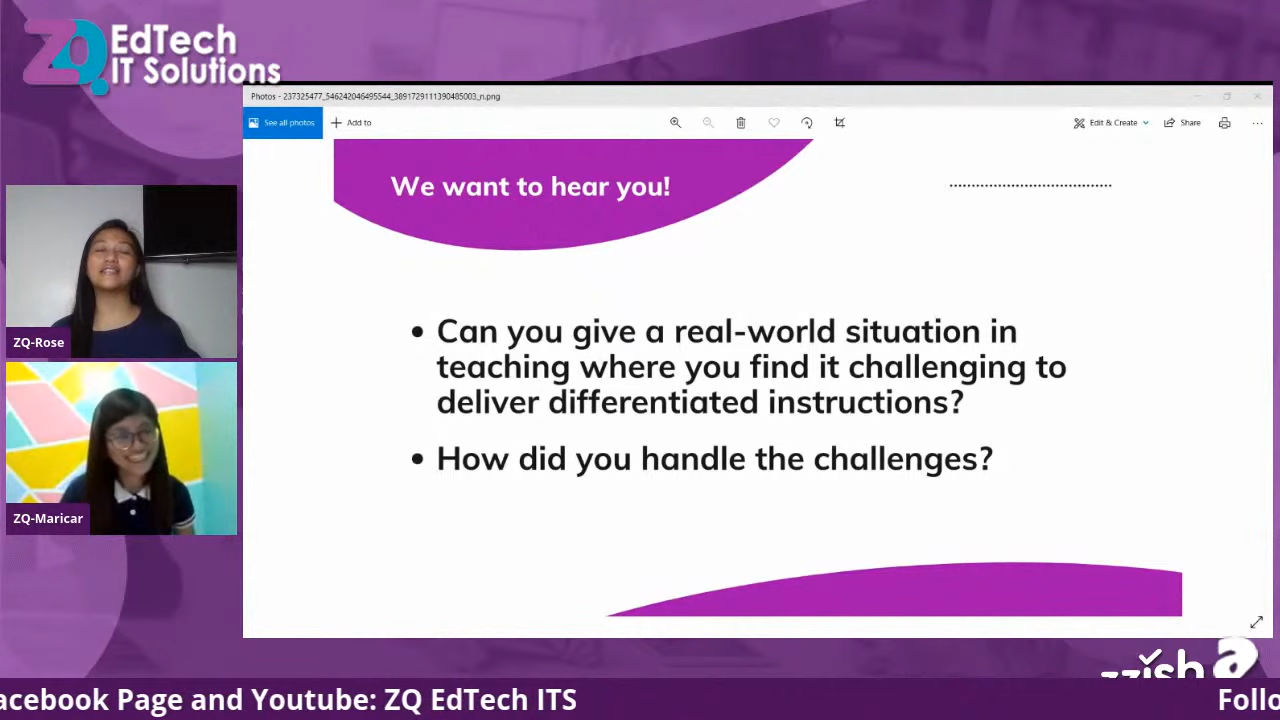 ZQ EdTech
IT Solutions
Photos - 237325477_546242046495544_3891729111390485003_n.png
See all photos
Add to
Edit & Create
Share
We want to hear you!
• Can you give a real-world situation in
teaching where you find it challenging to
deliver differentiated instructions?
• How did you handle the challenges?
ZQ-Rose
ZQ-Maricar
zzish a
acebook Page and Youtube: ZQ EdTech ITS
Follo